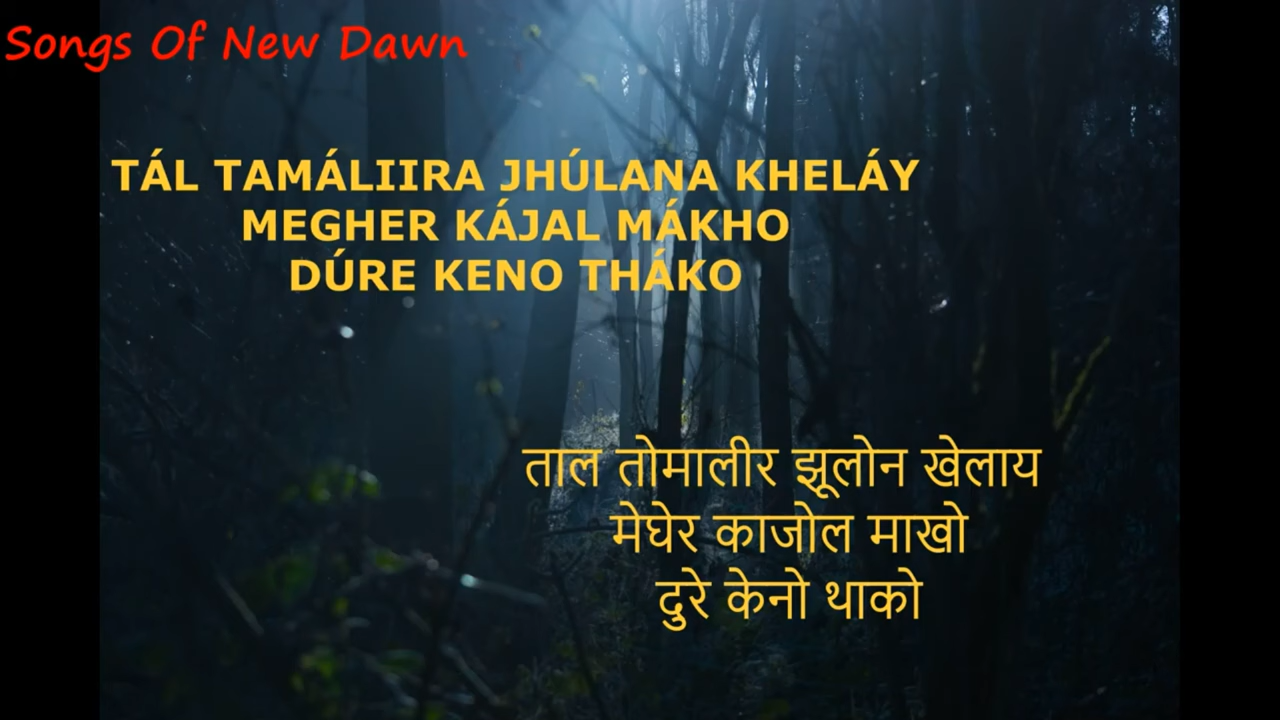 Songs Of New Dawn
TÁL TAMÁLIIRA JHÚLANA KHELÁY
MEGHER KÁJAL MÁKHO
DÚRE KENO THÁKO
ताल तोमालीर झूलोन खेलाय
मेघेर काजोल माखो
दुरे केनो थाको